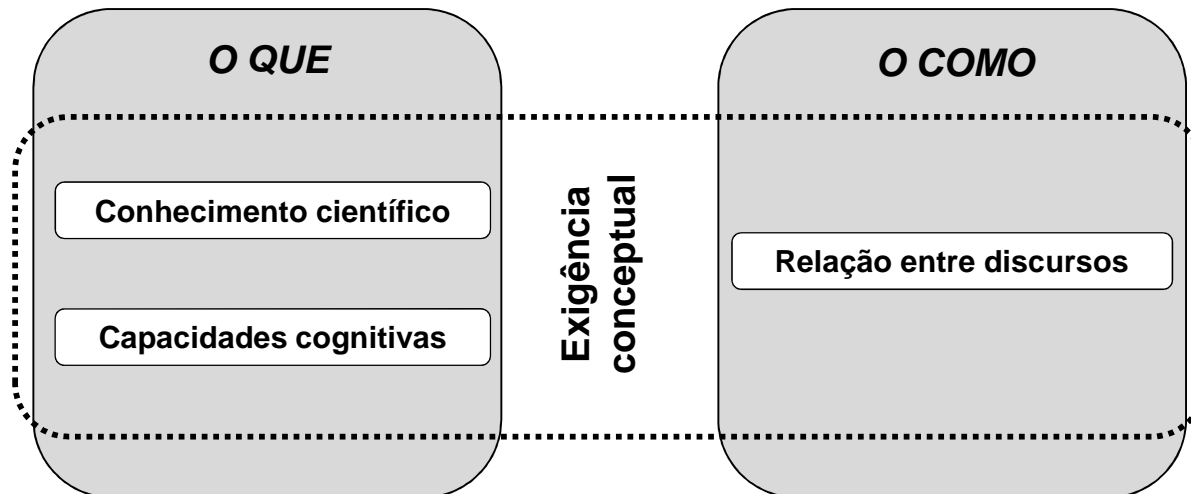 O QUE
O COMO
Conhecimento científico
Capacidades cognitivas
Exigência
conceptual
Relação entre discursos